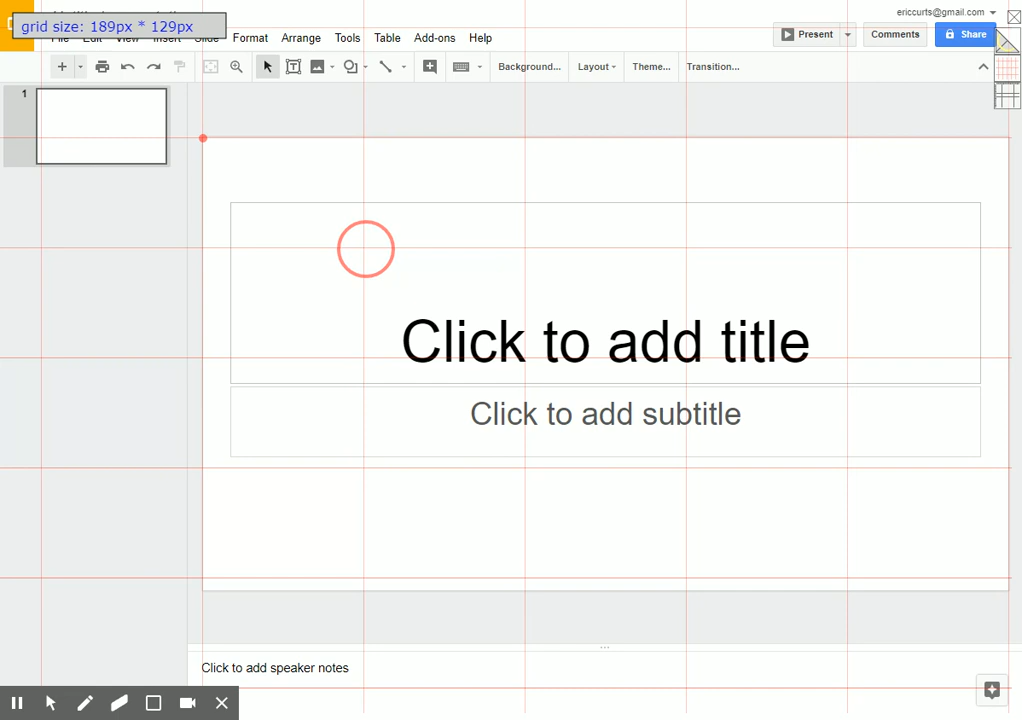 grid size: 189px * 129px
ericcurts@gmail.com
File Edit View Insert Slide Format Arrange Tools Table Add-ons Help
Present Comments Share
Background... Layout Theme... Transition...
1
Click to add title
Click to add subtitle
Click to add speaker notes